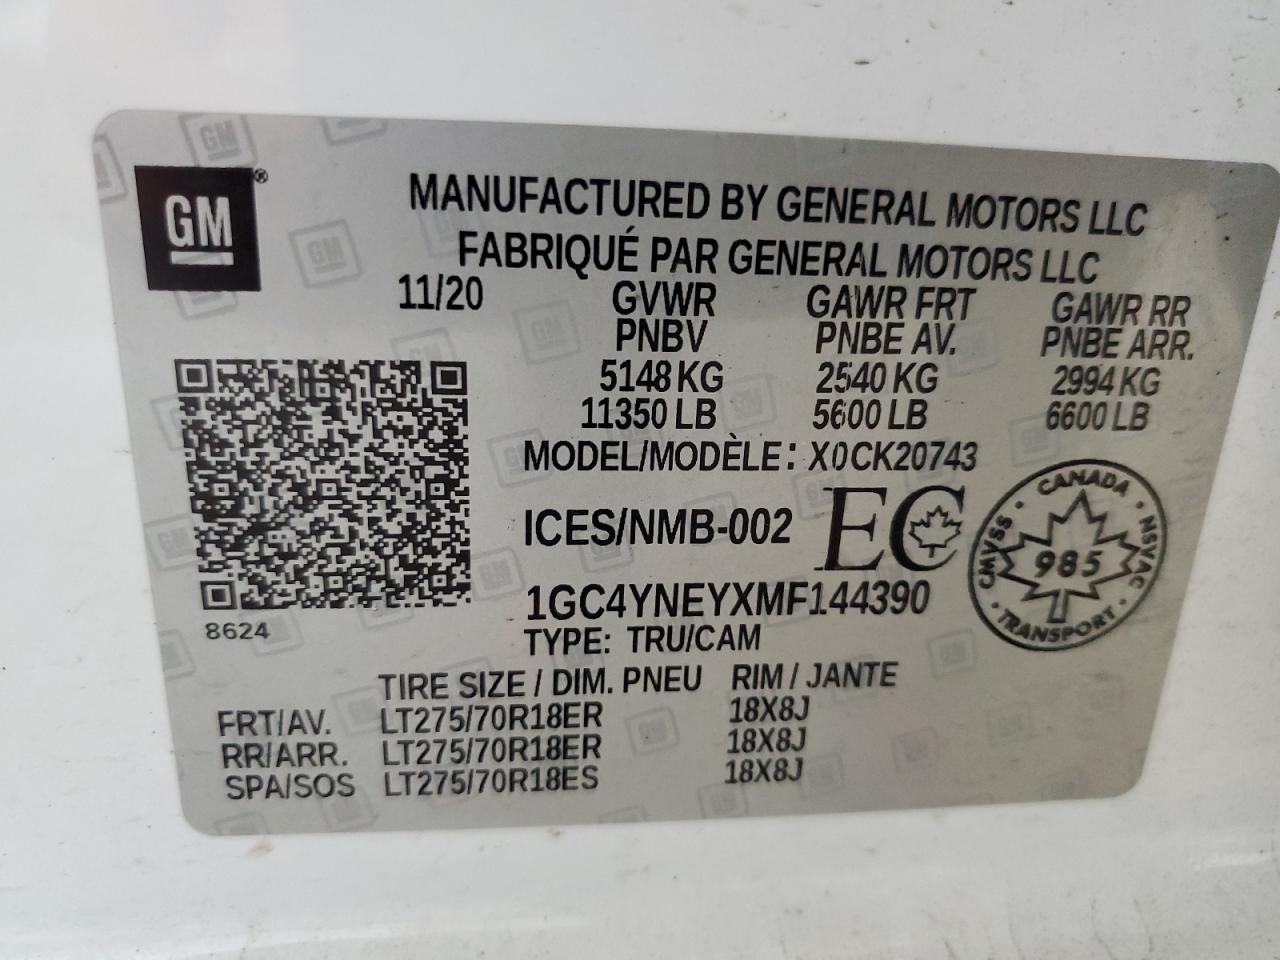 GM®
MANUFACTURED BY GENERAL MOTORS LLC
FABRIQUÉ PAR GENERAL MOTORS LLC
11/20 GVWR GAWR FRT GAWR RR
PNBV PNBE AV. PNBE ARR.
5148 KG 2540 KG 2994 KG
11350 LB 5600 LB 6600 LB
MODEL/MODÈLE: X0CK20743
ICES/NMB-002 EC
CANADA
CMVSS 985 NSVAC
TRANSPORT
1GC4YNEYXMF144390
8624
TYPE: TRU/CAM
TIRE SIZE / DIM. PNEU RIM / JANTE
FRT/AV. LT275/70R18ER 18X8J
RR/ARR. LT275/70R18ER 18X8J
SPA/SOS LT275/70R18ES 18X8J